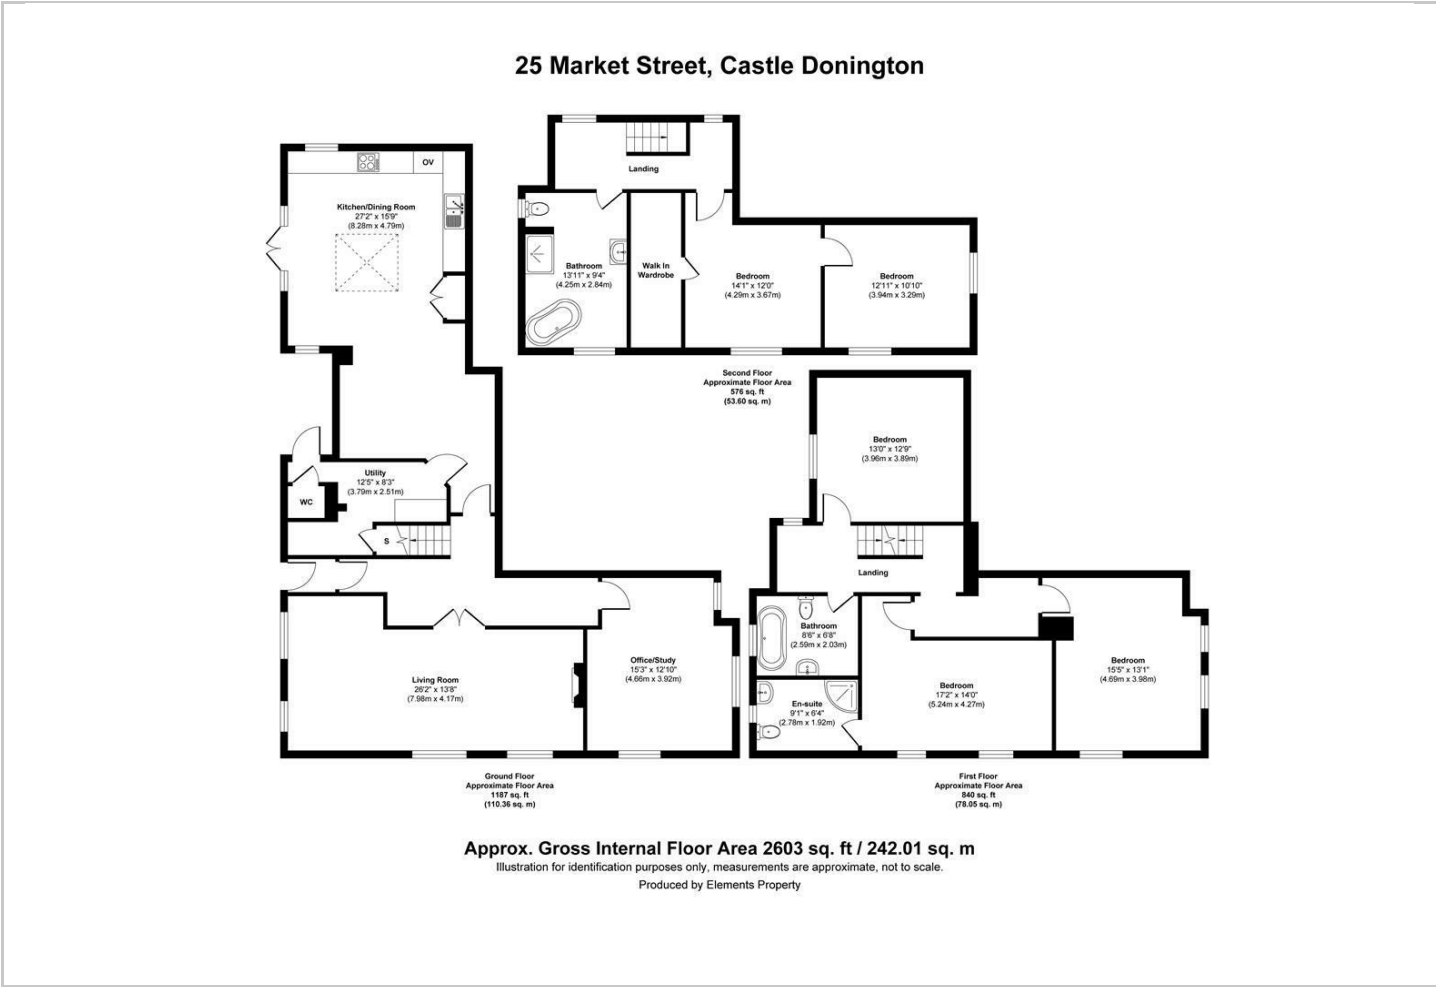 25 Market Street, Castle Donington
OV
Kitchen/Dining Room
27'2" x 15'9"
(8.28m x 4.79m)
Utility
12'5" x 8'3"
(3.79m x 2.51m)
WC
S
Living Room
26'2" x 13'8"
(7.98m x 4.17m)
Office/Study
15'3" x 12'10"
(4.66m x 3.92m)
Ground Floor
Approximate Floor Area
1187 sq. ft
(110.36 sq. m)
Landing
Bathroom
13'11" x 9'4"
(4.25m x 2.84m)
Walk In
Wardrobe
Bedroom
14'1" x 12'0"
(4.29m x 3.67m)
Bedroom
12'11" x 10'10"
(3.94m x 3.29m)
Second Floor
Approximate Floor Area
576 sq. ft
(53.60 sq. m)
Bedroom
13'0" x 12'9"
(3.96m x 3.89m)
Landing
Bathroom
8'6" x 6'8"
(2.59m x 2.03m)
En-suite
9'1" x 6'4"
(2.78m x 1.92m)
Bedroom
17'2" x 14'0"
(5.24m x 4.27m)
Bedroom
15'5" x 13'1"
(4.69m x 3.98m)
First Floor
Approximate Floor Area
840 sq. ft
(78.05 sq. m)
Approx. Gross Internal Floor Area 2603 sq. ft / 242.01 sq. m
Illustration for identification purposes only, measurements are approximate, not to scale.
Produced by Elements Property